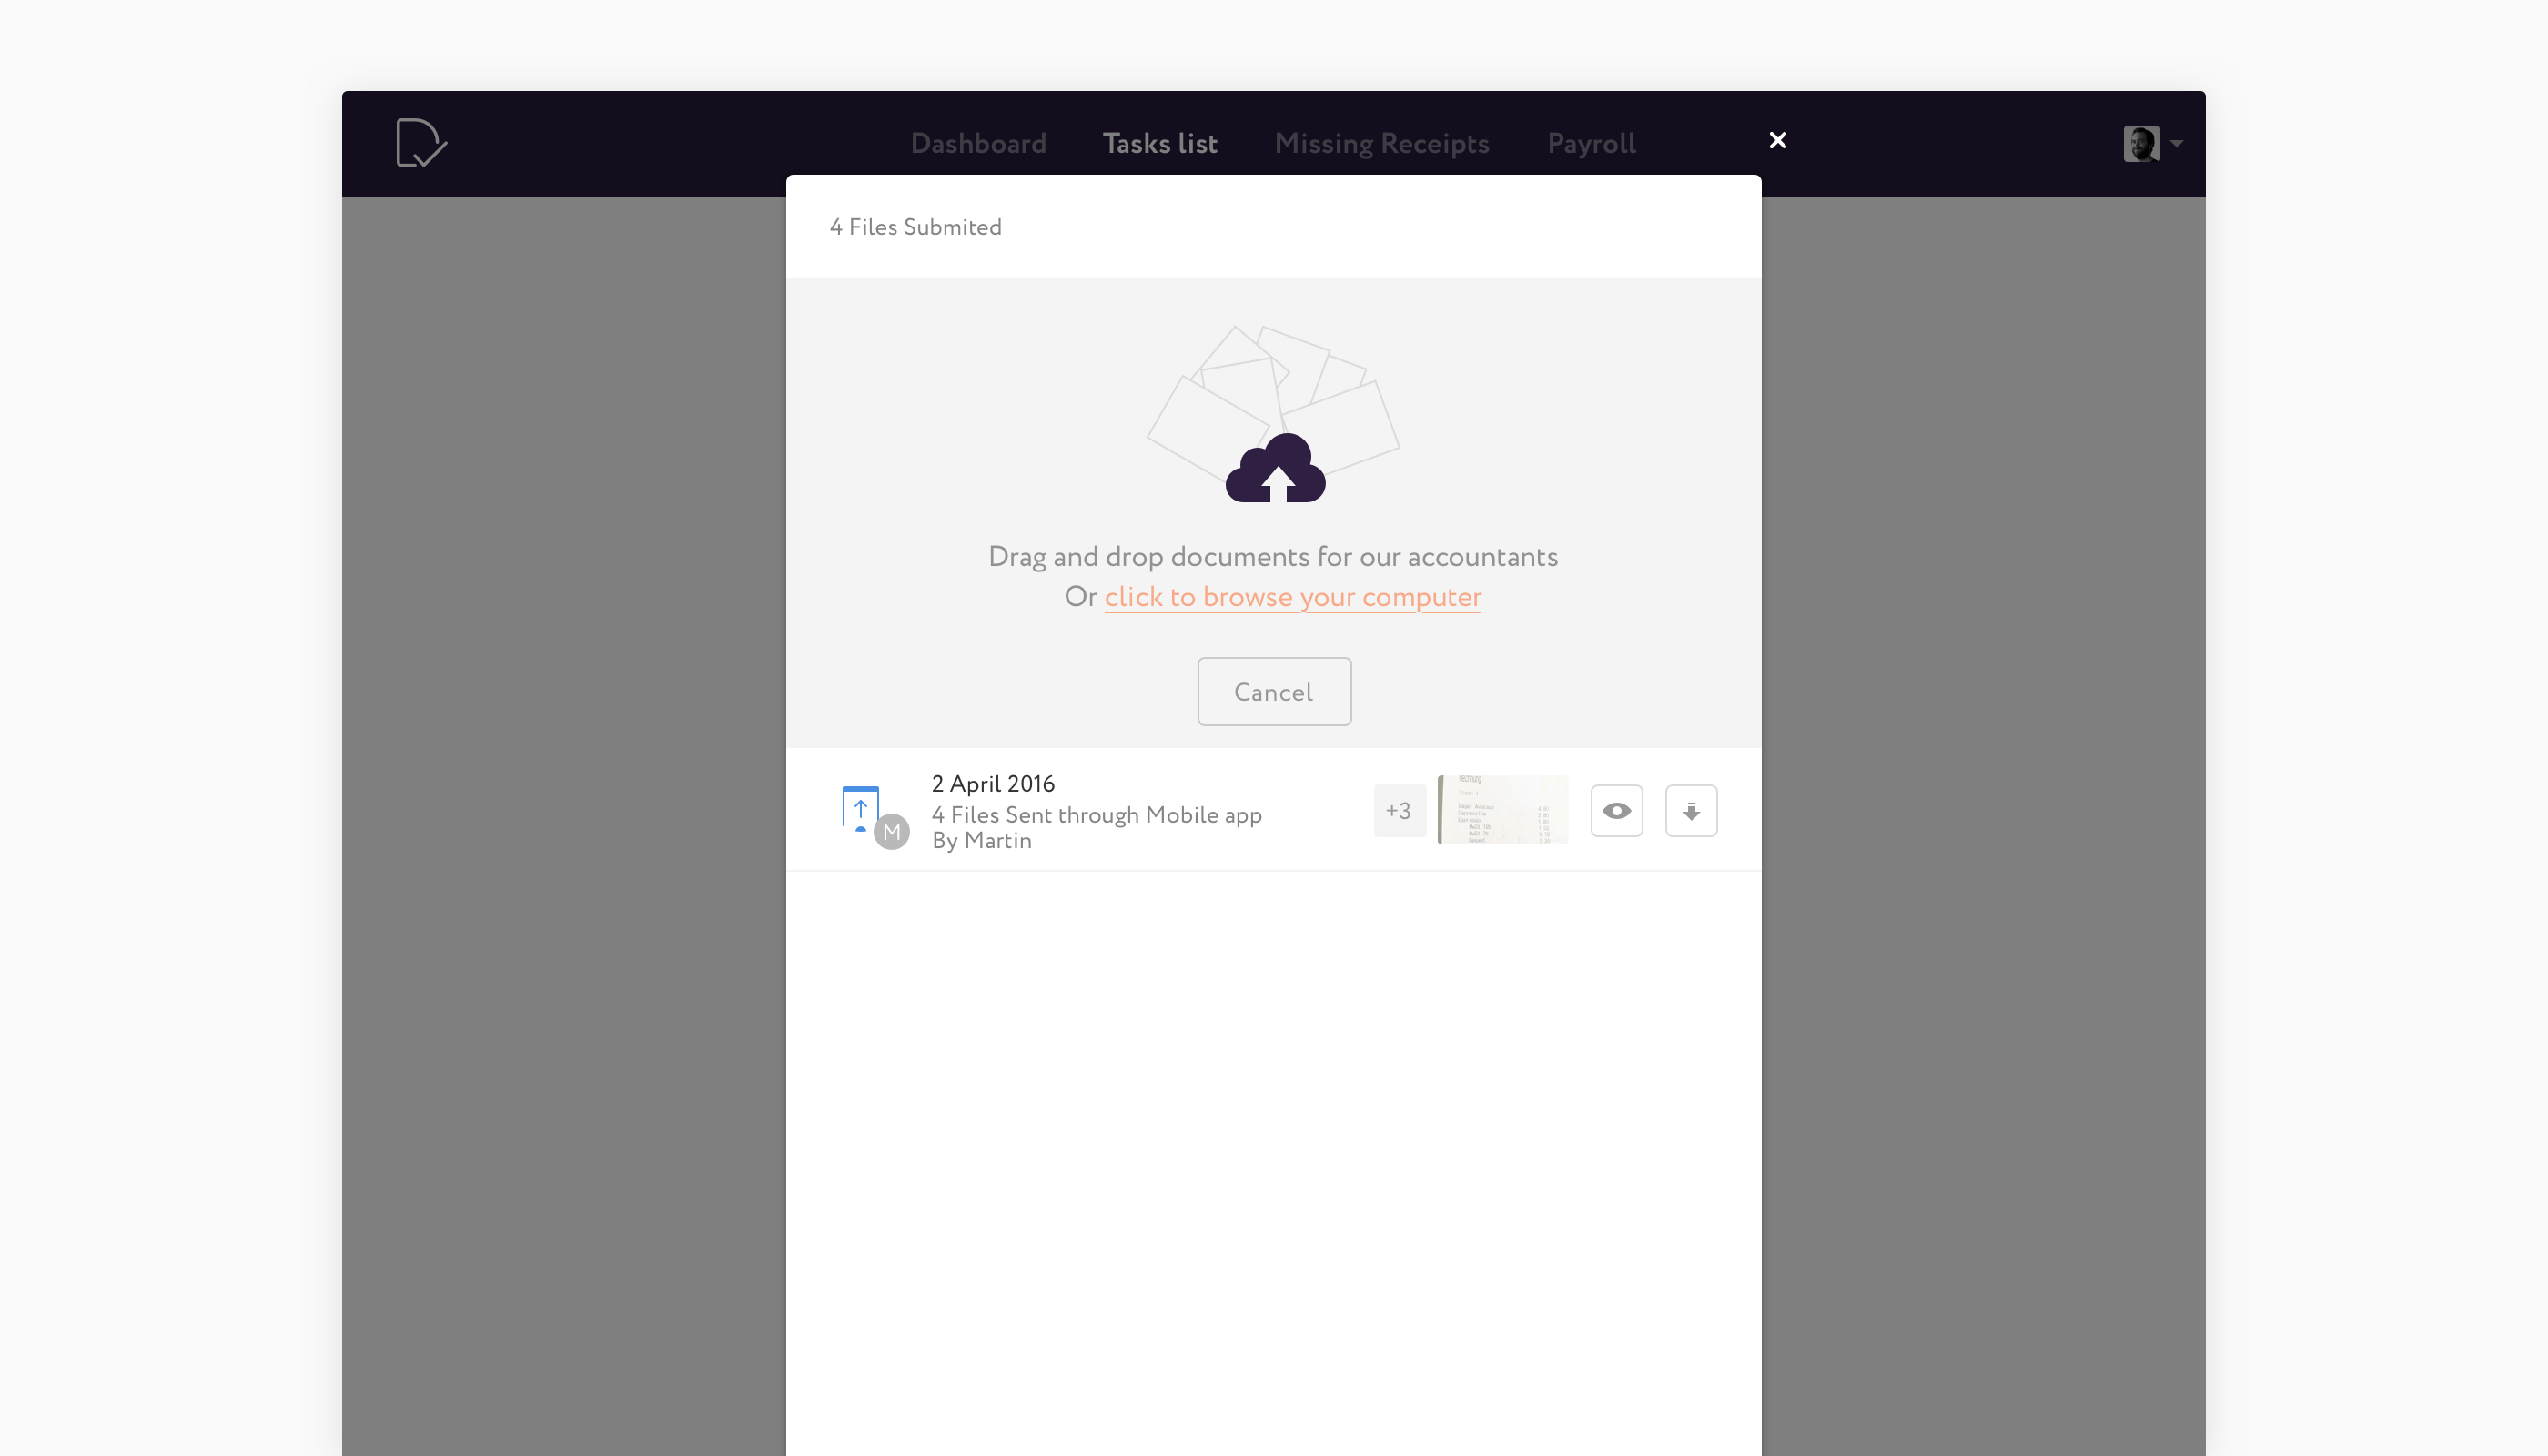 Dashboard
Tasks list
Missing Receipts
Payroll
4 Files Submited
Drag and drop documents for our accountants
Or click to browse your computer
Cancel
2 April 2016
4 Files Sent through Mobile app
By Martin
M
+3